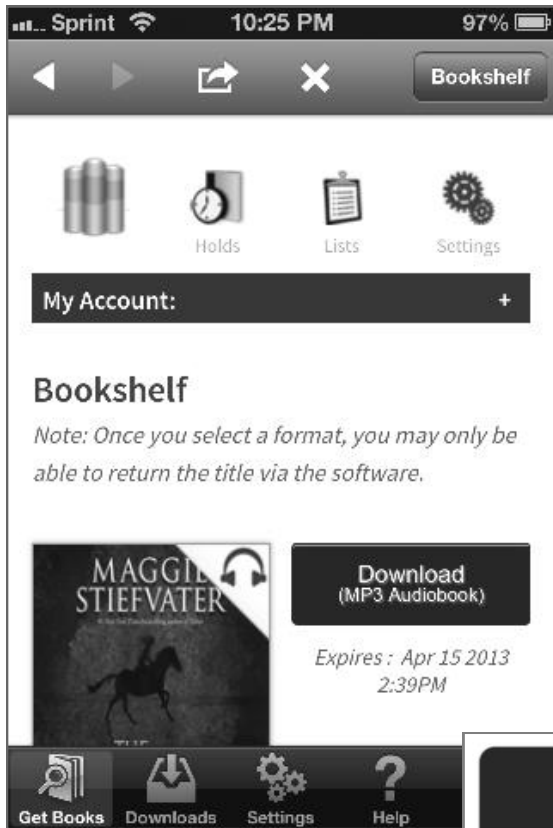 Sprint 10:25 PM 97%
Bookshelf
Holds Lists Settings
My Account: +
Bookshelf
Note: Once you select a format, you may only be
able to return the title via the software.
MAGGIE
STIEFVATER
Download
(MP3 Audiobook)
Expires : Apr 15 2013
2:39PM
THE
Get Books Downloads Settings Help